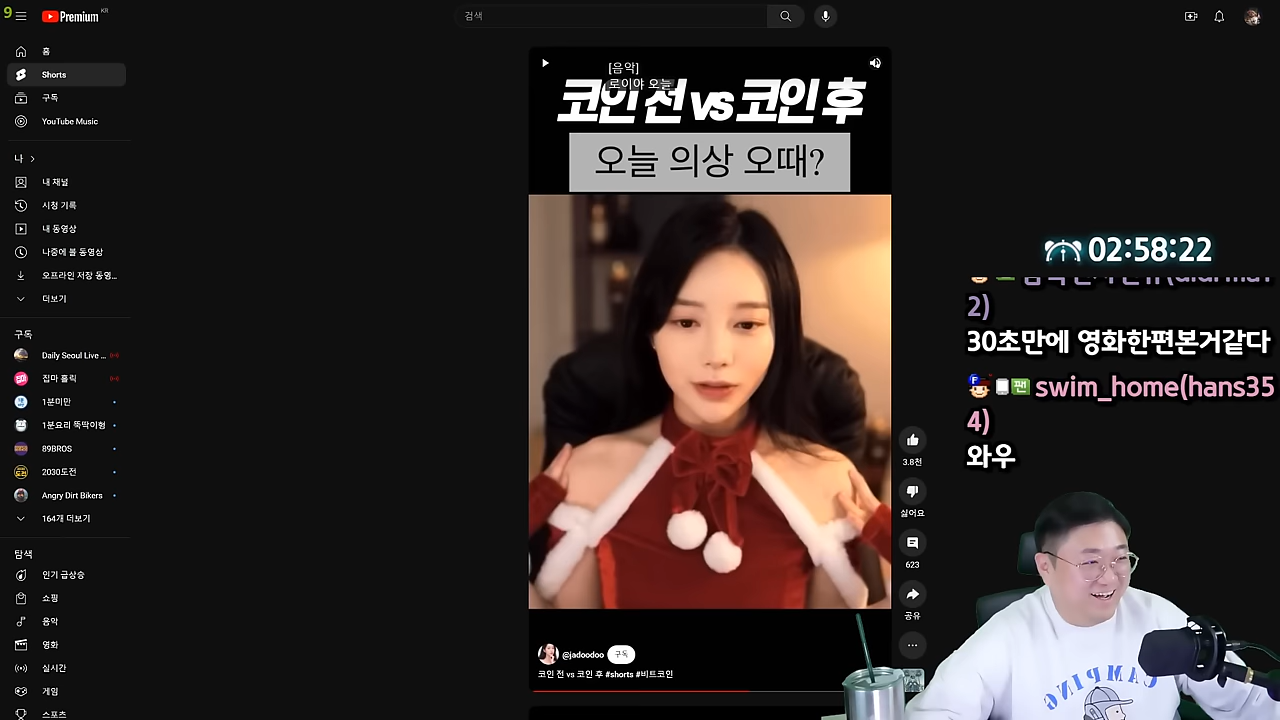 9
Premium KR
검색
홈
Shorts
구독
YouTube Music
나
내 채널
시청 기록
내 동영상
나중에 볼 동영상
오프라인 저장 동영...
더보기
구독
Daily Seoul Live ...
집마 홀릭
1분미만
1분요리 뚝딱이형
89BROS
2030도전
Angry Dirt Bikers
164개 더보기
탐색
인기 급상승
쇼핑
음악
영화
실시간
게임
스포츠
[음악]
로이야 오늘
코인 전 vs 코인 후
오늘 의상 오때?
3.8천
싫어요
623
공유
@jadoodoo
구독
코인 전 vs 코인 후 #shorts #비트코인
02:58:22
2)
30초만에 영화한편본거같다
swim_home(hans35
4)
와우
CAMPING